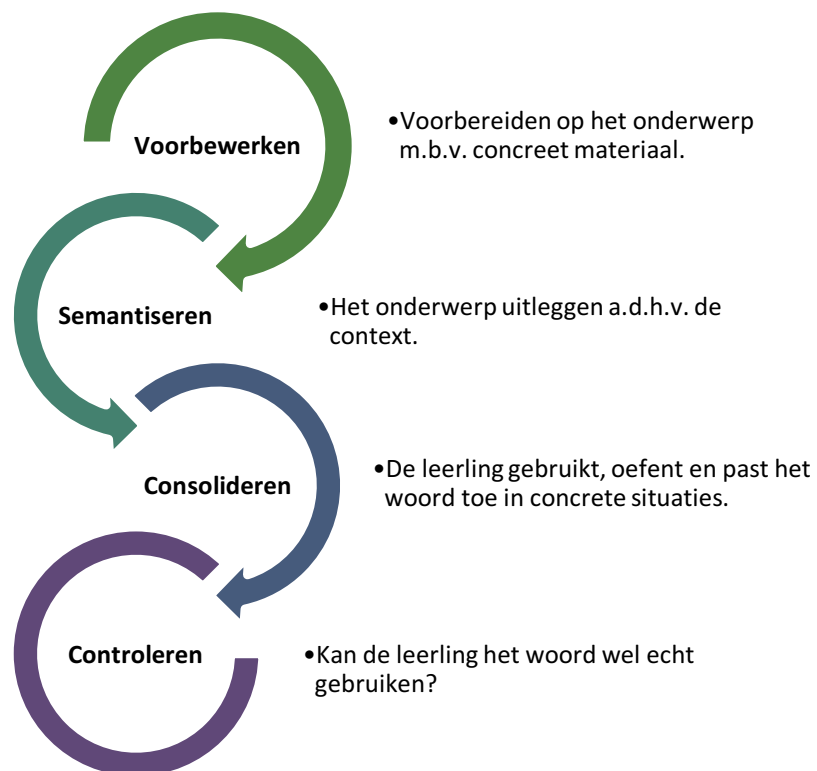 Voorbewerken
•Voorbereiden op het onderwerp
m.b.v. concreet materiaal.
Semantiseren
•Het onderwerp uitleggen a.d.h.v. de
context.
Consolideren
•De leerling gebruikt, oefent en past het
woord toe in concrete situaties.
Controleren
•Kan de leerling het woord wel echt
gebruiken?